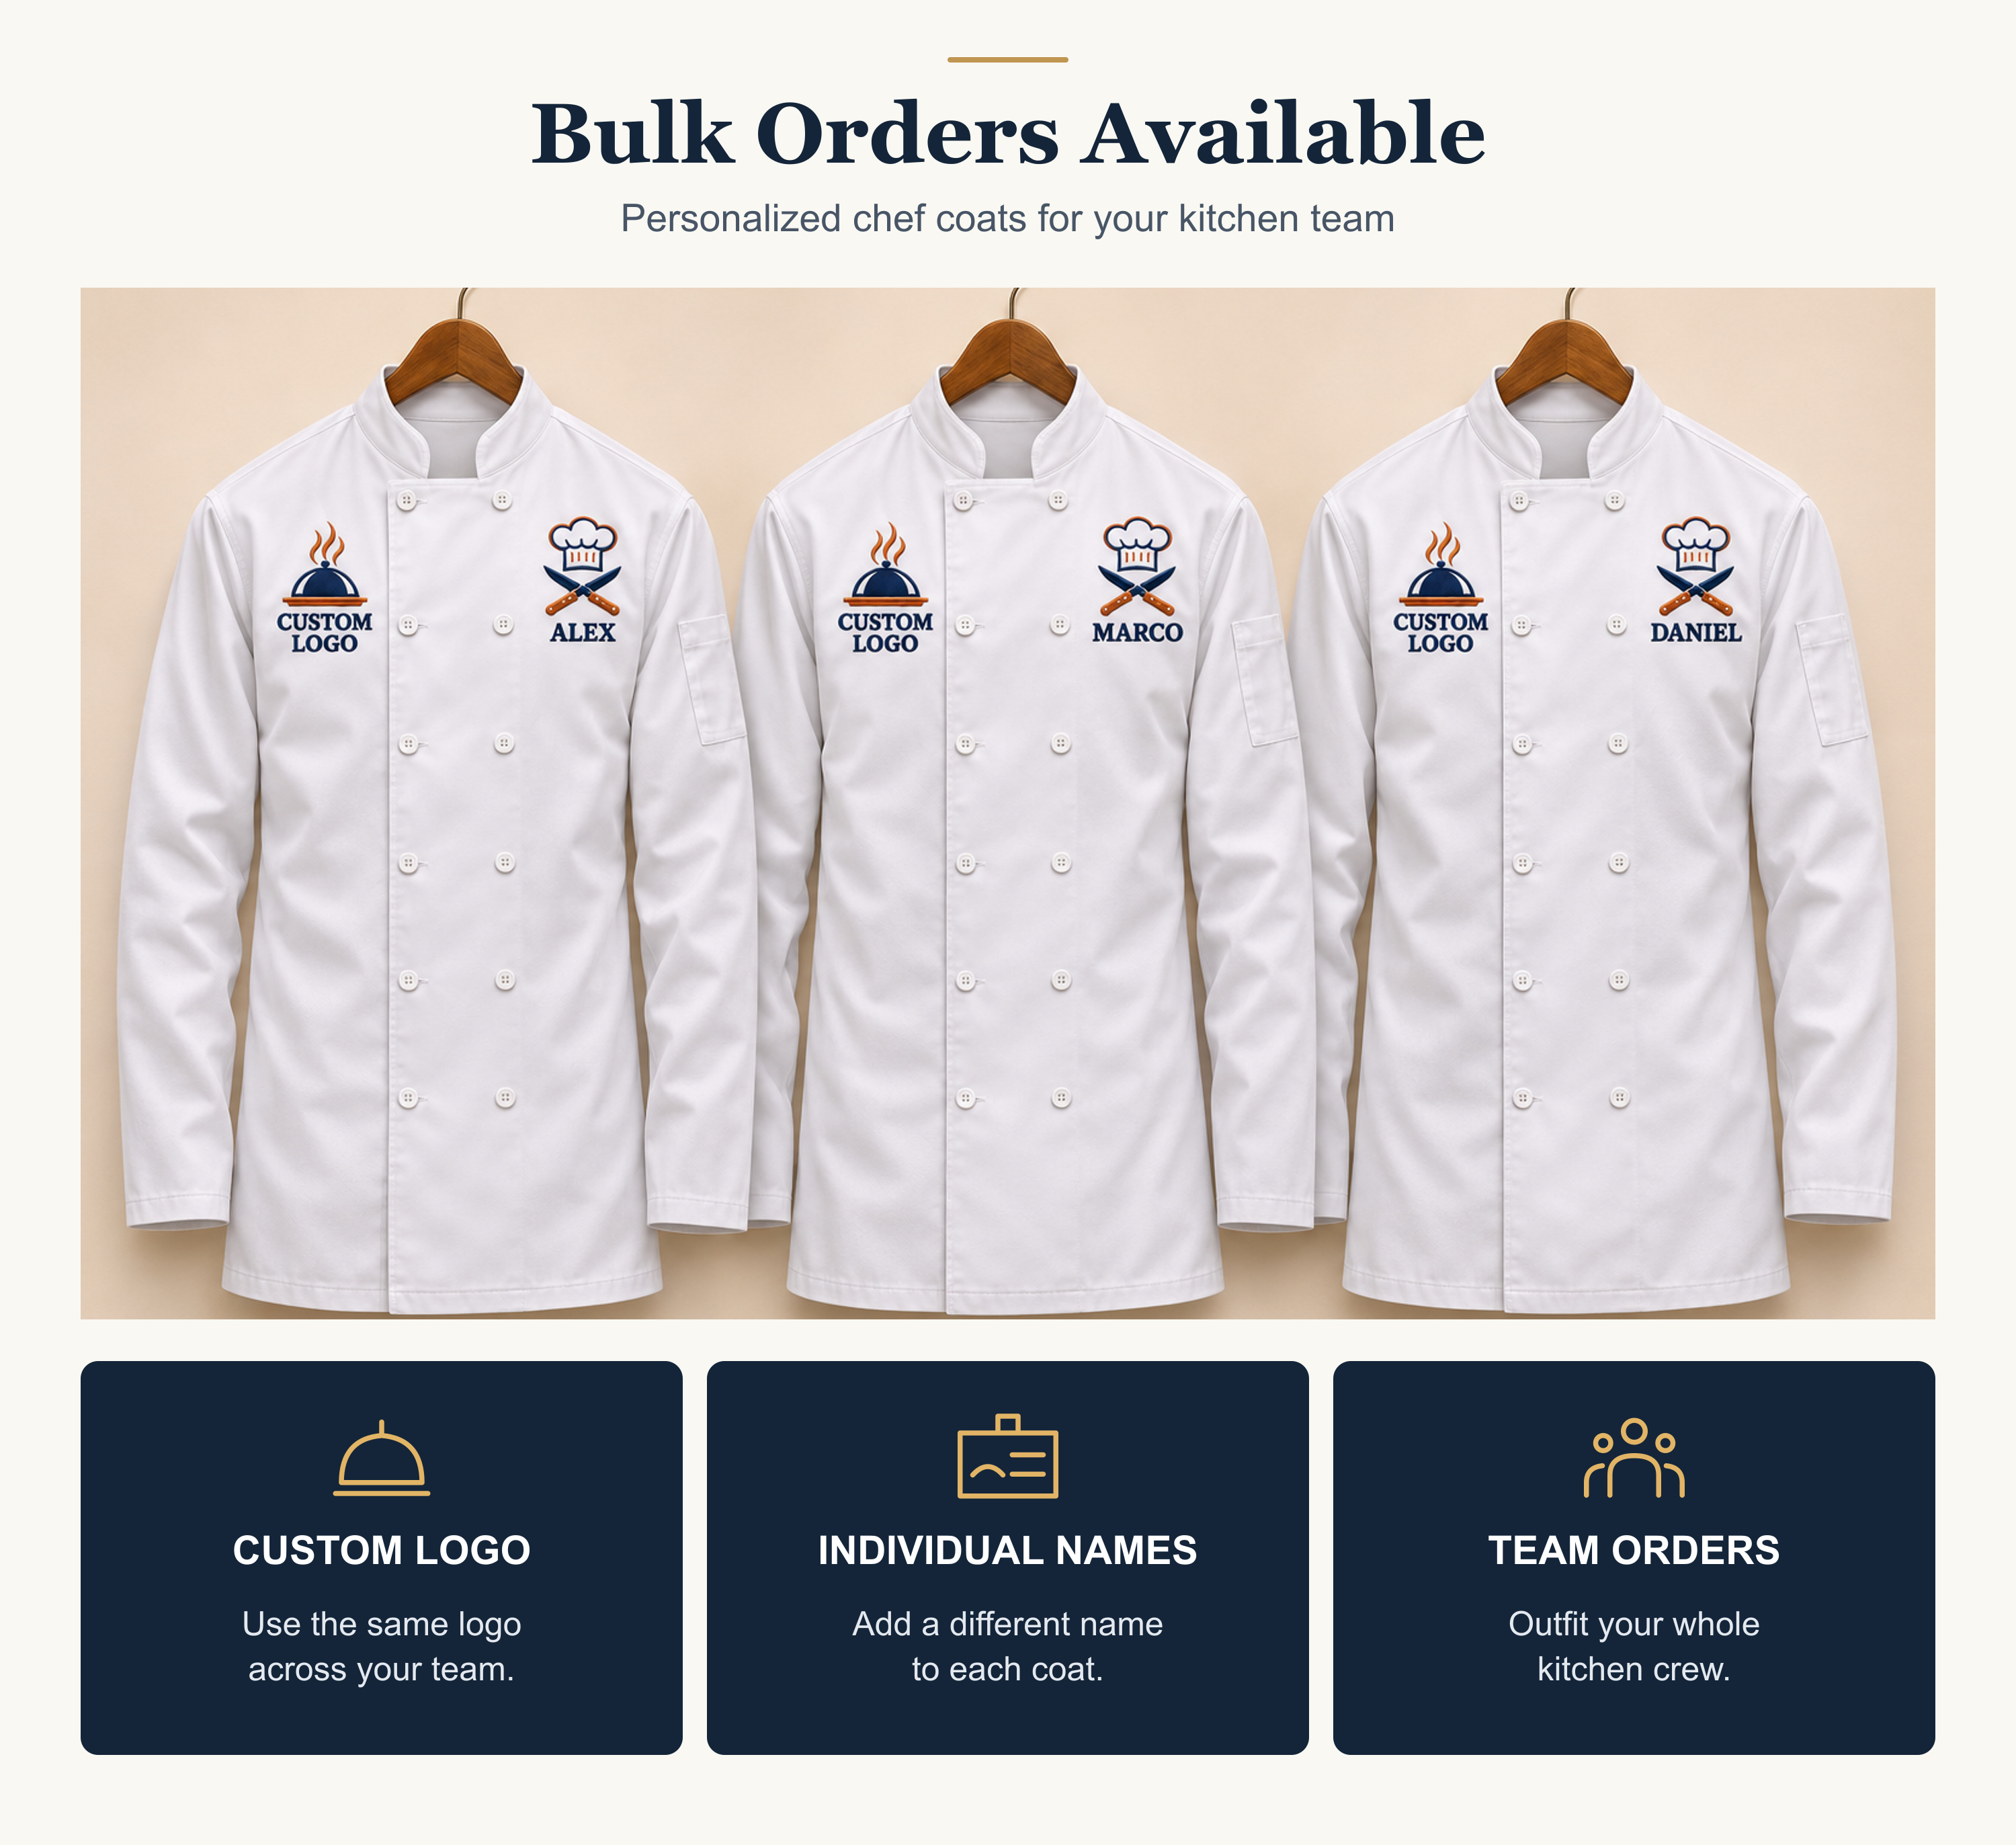 Bulk Orders Available
Personalized chef coats for your kitchen team
CUSTOM
LOGO
ALEX
CUSTOM
LOGO
MARCO
CUSTOM
LOGO
DANIEL
CUSTOM LOGO
Use the same logo
across your team.
INDIVIDUAL NAMES
Add a different name
to each coat.
TEAM ORDERS
Outfit your whole
kitchen crew.